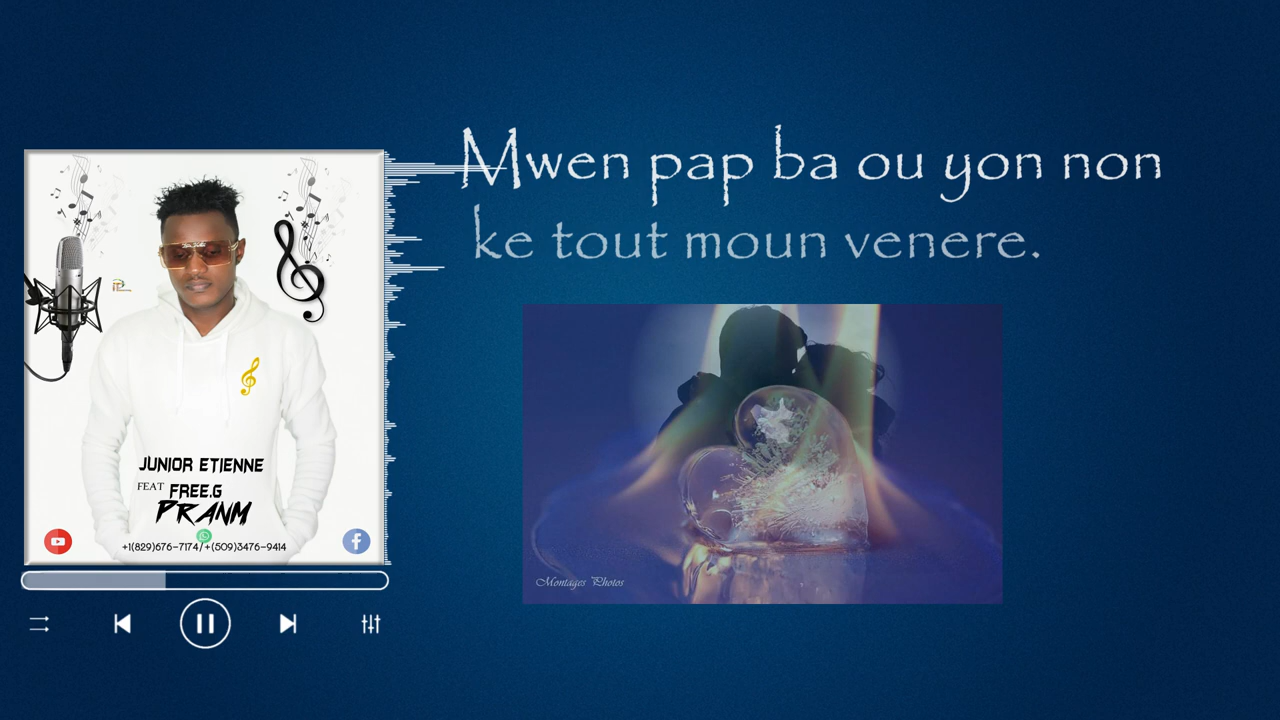 Mwen pap ba ou yon non
ke tout moun venere.
JUNIOR ETIENNE
FEAT FREE.G
PRANM
+1(829)676-7174/+(509)3476-9414
Montages Photos